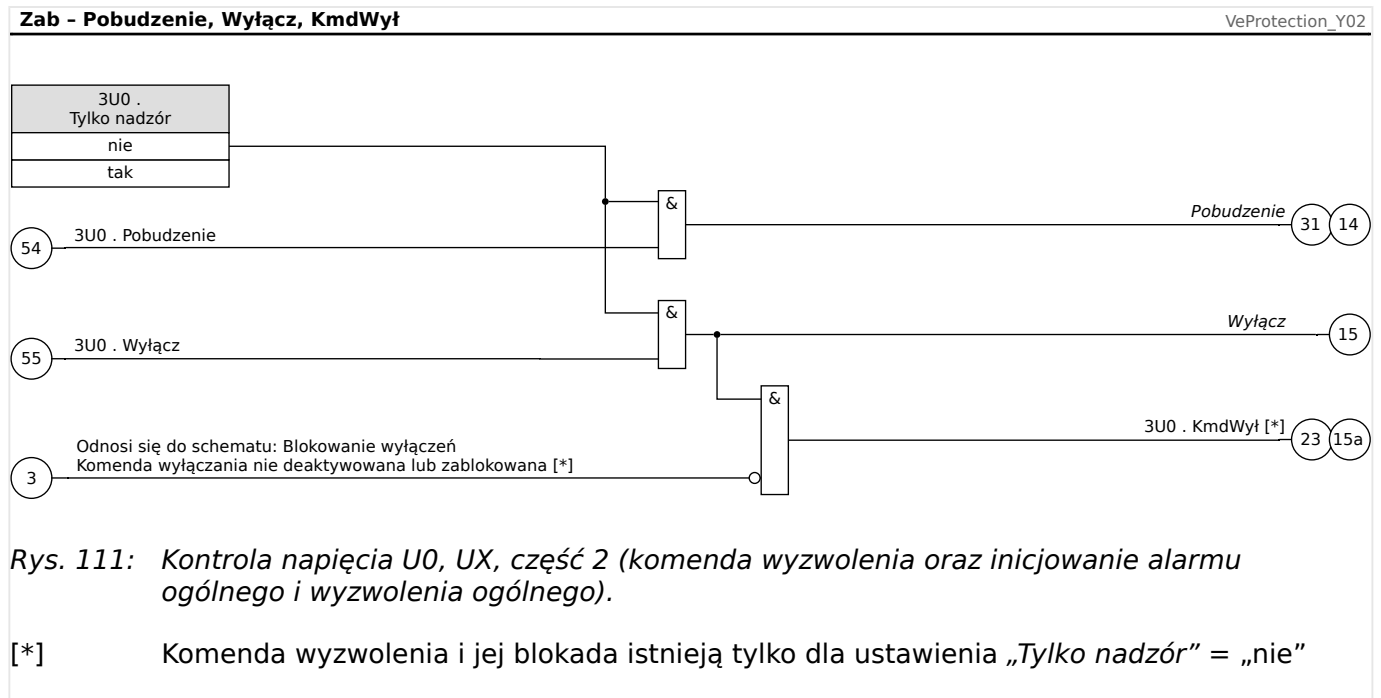 Zab – Pobudzenie, Wyłącz, KmdWył
VeProtection_Y02
3U0 .
Tylko nadzór
nie
tak
&
Pobudzenie
31
14
54
3U0 . Pobudzenie
&
Wyłącz
15
55
3U0 . Wyłącz
&
3U0 . KmdWył [*]
23
15a
Odnosi się do schematu: Blokowanie wyłączeń
Komenda wyłączania nie deaktywowana lub zablokowana [*]
3
Rys. 111: Kontrola napięcia U0, UX, część 2 (komenda wyzwolenia oraz inicjowanie alarmu
ogólnego i wyzwolenia ogólnego).
[*] Komenda wyzwolenia i jej blokada istnieją tylko dla ustawienia „Tylko nadzór” = „nie”